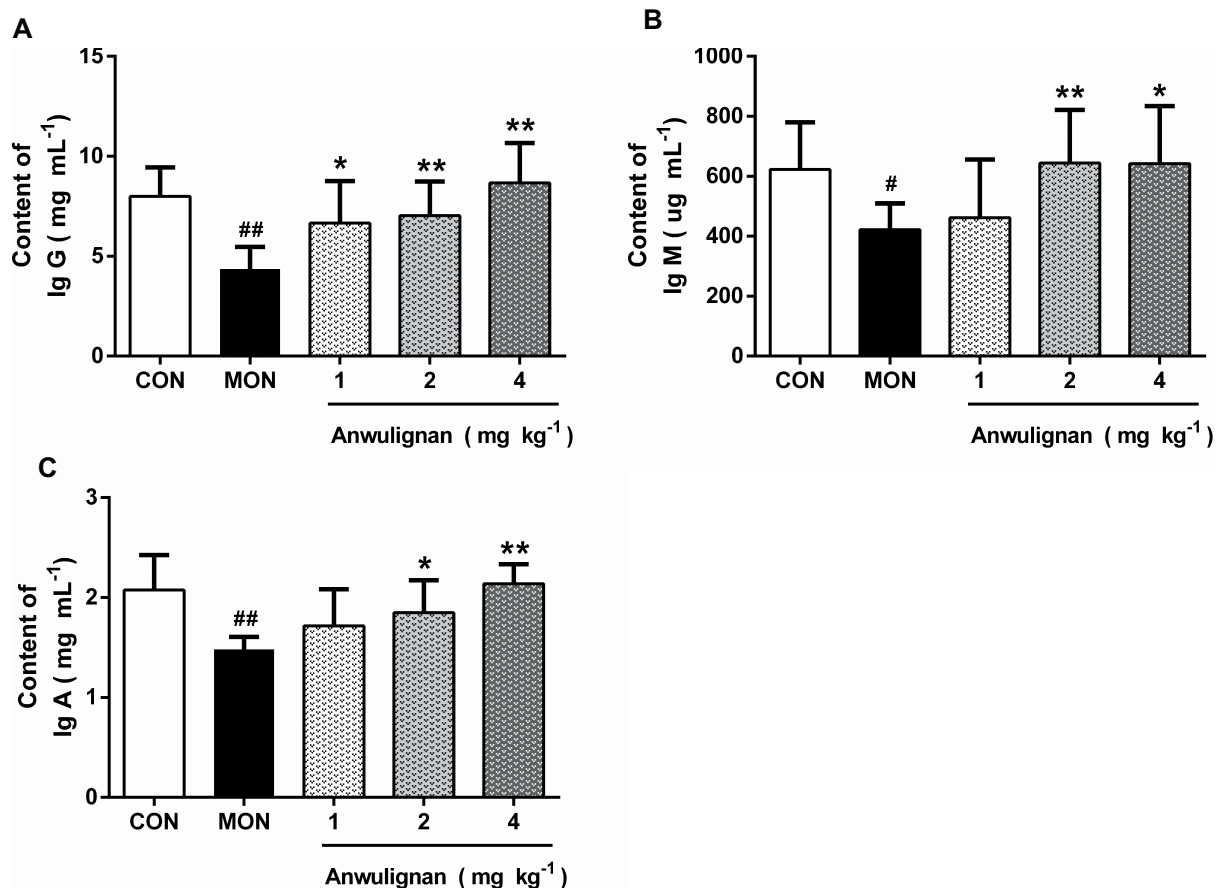 A
Content of
Ig G ( mg mL-1)
15
10
5
0
##
*
**
**
CON MON 1 2 4
Anwulignan ( mg kg-1 )
B
Content of
Ig M ( ug mL-1)
1000
800
600
400
200
0
#
**
*
CON MON 1 2 4
Anwulignan ( mg kg-1 )
C
Content of
Ig A ( mg mL-1)
3
2
1
0
##
*
**
CON MON 1 2 4
Anwulignan ( mg kg-1 )